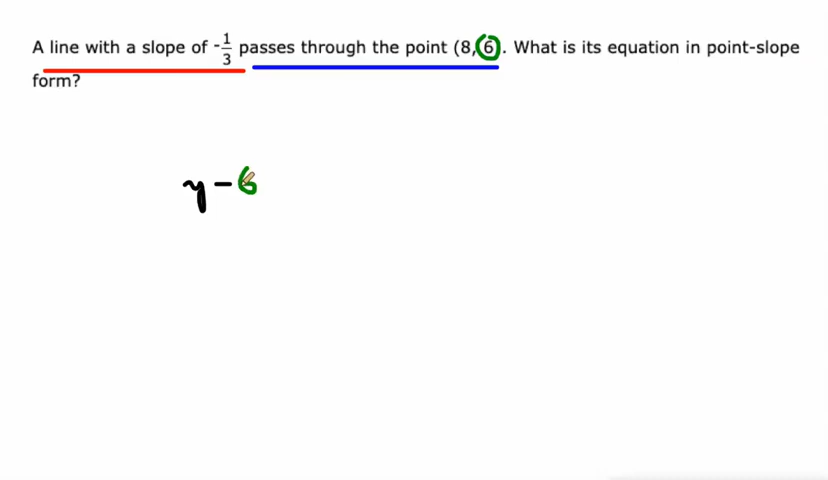 A line with a slope of -1/3 passes through the point (8,6). What is its equation in point-slope
form?
y - 6